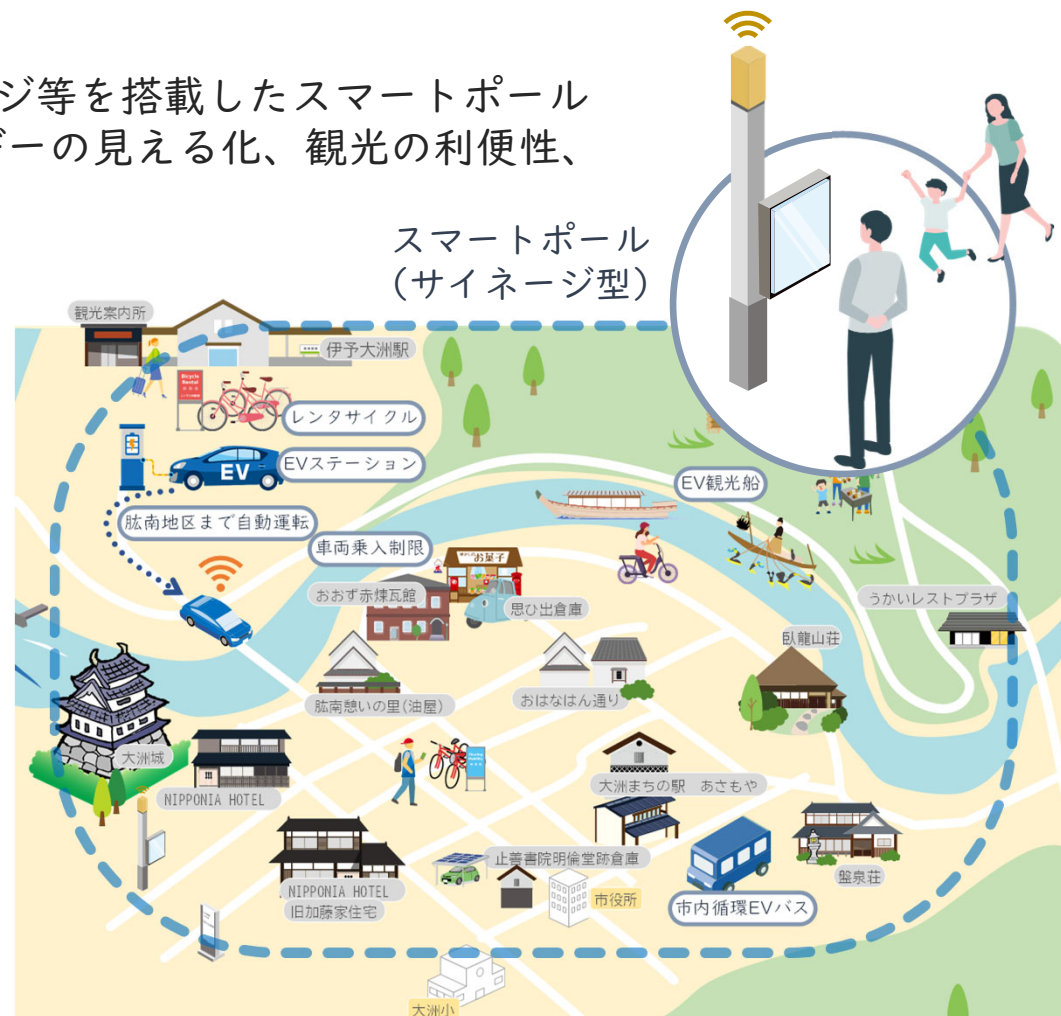 ジ等を搭載したスマートポール
ギーの見える化、観光の利便性、
スマートポール
(サイネージ型)
観光案内所
伊予大洲駅
Bicycle
Rental
レンタサイクル
EV
EVステーション
肱南地区まで自動運転
車両乗入制限
EV観光船
お菓子
おおず赤煉瓦館
思ひ出倉庫
うかいレストプラザ
臥龍山荘
肱南憩いの里(油屋)
おはなはん通り
大洲城
NIPPONIA HOTEL
大洲まちの駅 あさもや
止善書院明倫堂跡倉庫
盤泉荘
NIPPONIA HOTEL
旧加藤家住宅
市役所
市内循環EVバス
大洲小